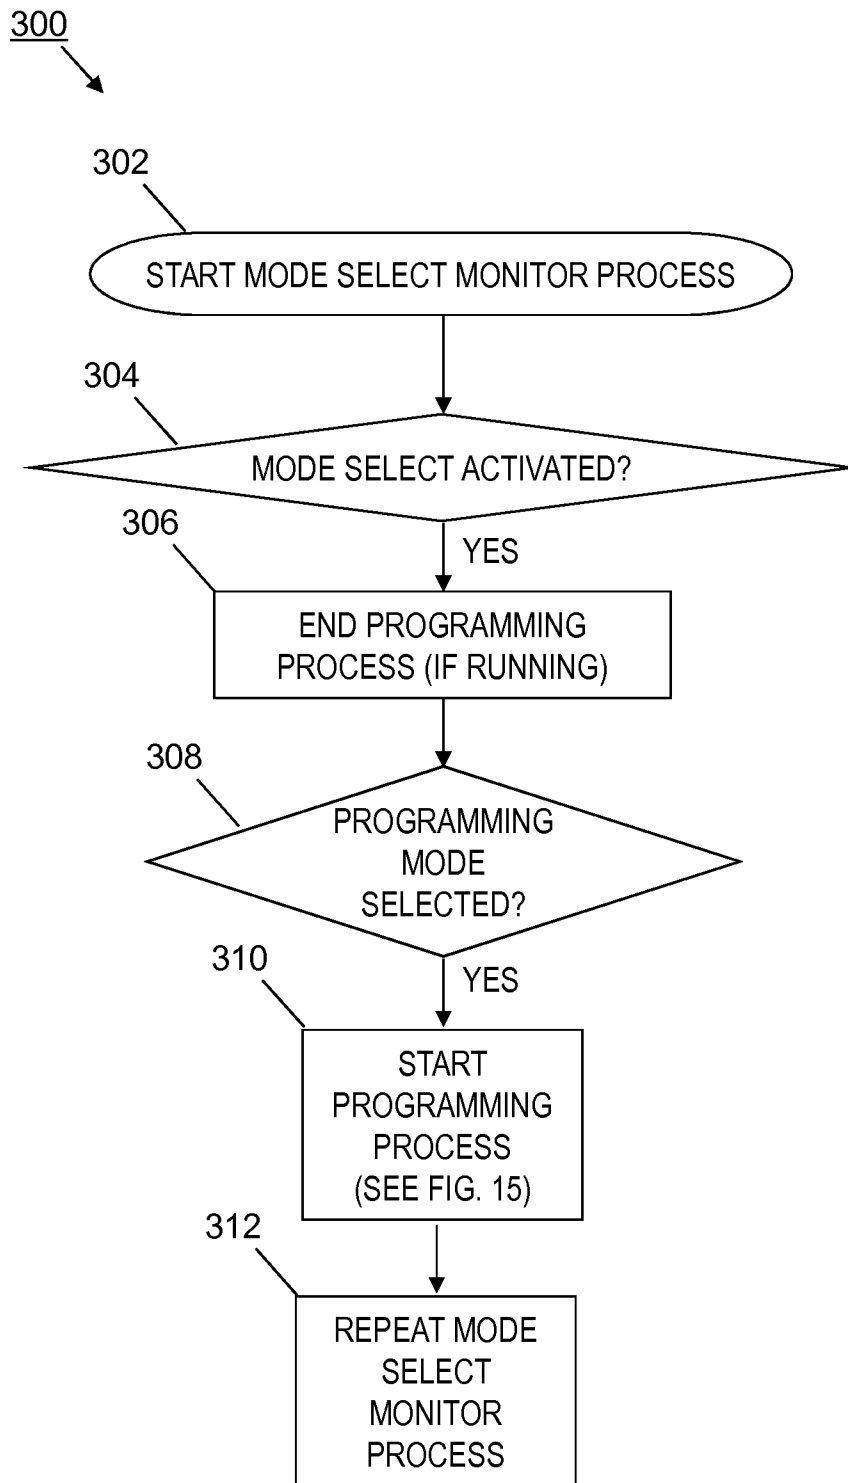 300
302
START MODE SELECT MONITOR PROCESS
304
MODE SELECT ACTIVATED?
306
YES
END PROGRAMMING
PROCESS (IF RUNNING)
308
PROGRAMMING
MODE
SELECTED?
310
YES
START
PROGRAMMING
PROCESS
(SEE FIG. 15)
312
REPEAT MODE
SELECT
MONITOR
PROCESS